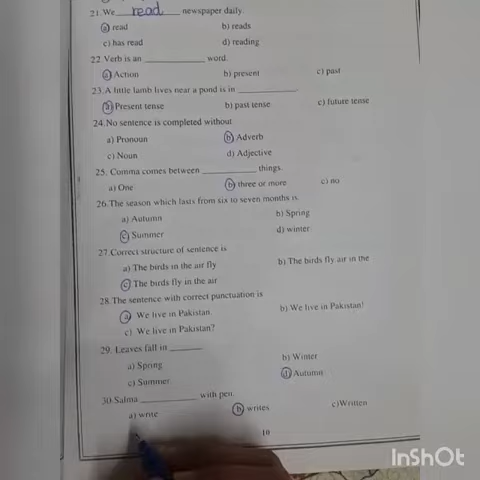 21. We read newspaper daily.
a) read b) reads
c) has read d) reading
22. Verb is an ________ word.
a) Action b) present c) past
23. A little lamb lives near a pond is in ________.
a) Present tense b) past tense c) future tense
24. No sentence is completed without
a) Pronoun b) Adverb
c) Noun d) Adjective
25. Comma comes between ________ things.
a) One b) three or more c) no
26. The season which lasts from six to seven months is
a) Autumn b) Spring
c) Summer d) winter
27. Correct structure of sentence is
a) The birds in the air fly b) The birds fly air in the
c) The birds fly in the air
28. The sentence with correct punctuation is
a) We live in Pakistan. b) We live in Pakistan!
c) We live in Pakistan?
29. Leaves fall in ________
a) Spring b) Winter
c) Summer d) Autumn
30. Salma ________ with pen.
a) write b) writes c) Written
10
InShOt